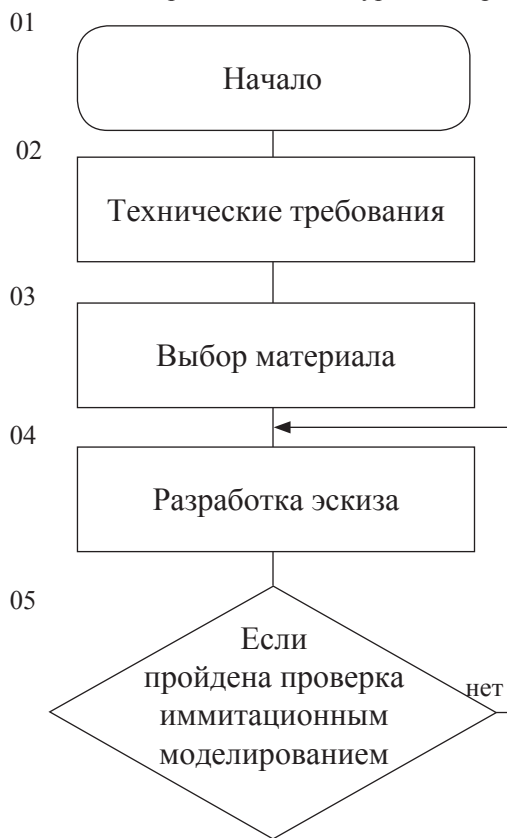 01
Начало
02
Технические требования
03
Выбор материала
04
Разработка эскиза
05
Если
пройдена проверка
иммитационным
моделированием
нет